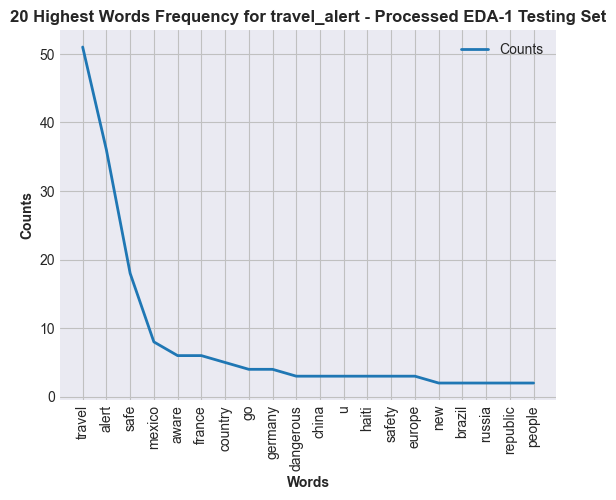 20 Highest Words Frequency for travel_alert - Processed EDA-1 Testing Set
Counts
50
40
30
20
10
0
Counts
travel
alert
safe
mexico
aware
france
country
go
germany
dangerous
china
u
haiti
safety
europe
new
brazil
russia
republic
people
Words